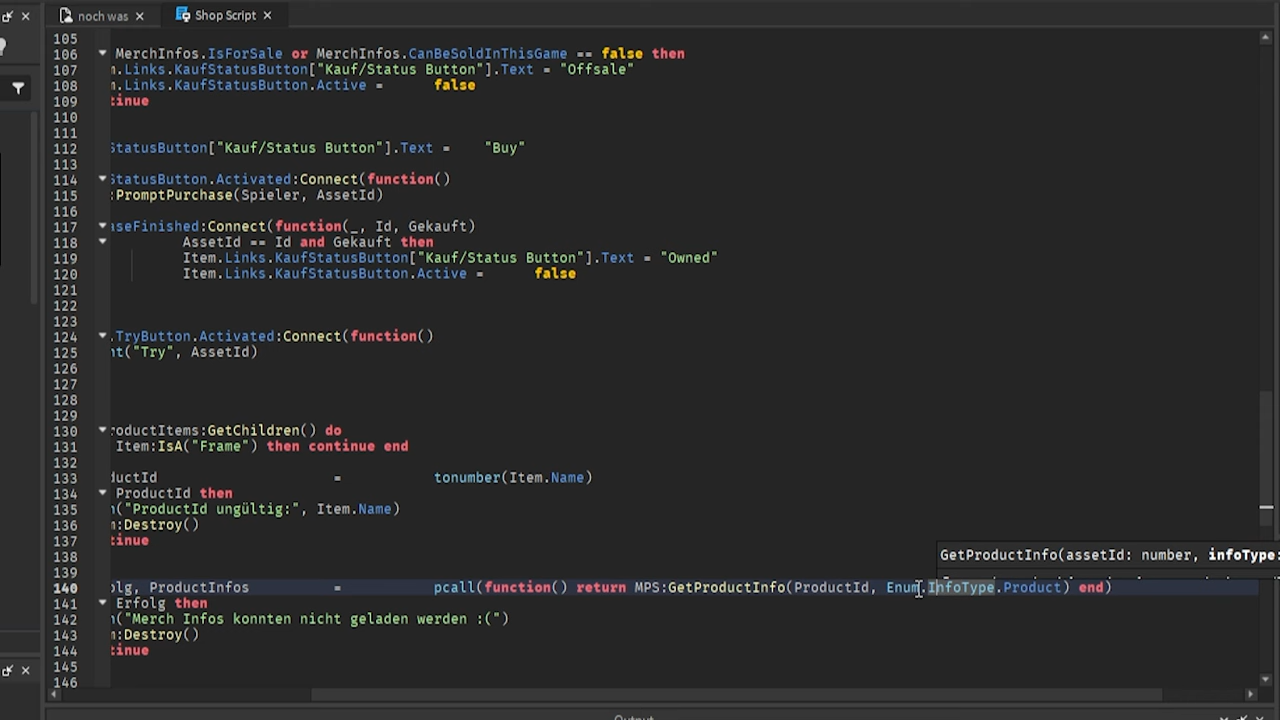 noch was
Shop Script
105
106 MerchInfos.IsForSale or MerchInfos.CanBeSoldInThisGame == false then
107 m.Links.KaufStatusButton["Kauf/Status Button"].Text = "Offsale"
108 m.Links.KaufStatusButton.Active = false
109 tinue
110
111
112 StatusButton["Kauf/Status Button"].Text = "Buy"
113
114 StatusButton.Activated:Connect(function()
115 :PromptPurchase(Spieler, AssetId)
116
117 aseFinished:Connect(function(_, Id, Gekauft)
118 AssetId == Id and Gekauft then
119 Item.Links.KaufStatusButton["Kauf/Status Button"].Text = "Owned"
120 Item.Links.KaufStatusButton.Active = false
121
122
123
124 .TryButton.Activated:Connect(function()
125 nt("Try", AssetId)
126
127
128
129
130 roductItems:GetChildren() do
131 Item:IsA("Frame") then continue end
132
133 ductId = tonumber(Item.Name)
134 ProductId then
135 n("ProductId ungültig:", Item.Name)
136 m:Destroy()
137 tinue
138
GetProductInfo(assetId: number, infoType:
139
140 olg, ProductInfos = pcall(function() return MPS:GetProductInfo(ProductId, Enum.InfoType.Product) end)
141 Erfolg then
142 n("Merch Infos konnten nicht geladen werden :(")
143 m:Destroy()
144 tinue
145
146
Output